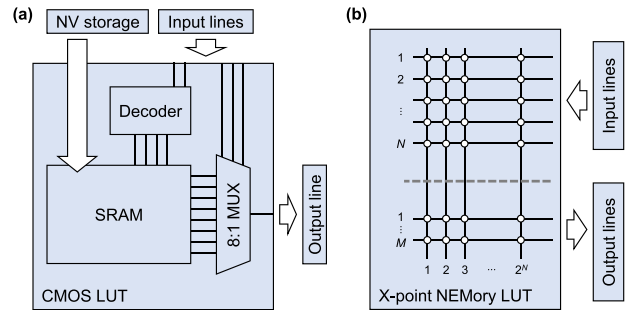 (a)
NV storage
Input lines
Decoder
SRAM
8:1 MUX
Output line
CMOS LUT
(b)
1
2
⋮
N
1
⋮
M
1 2 3 ... 2^N
Input lines
Output lines
X-point NEMory LUT